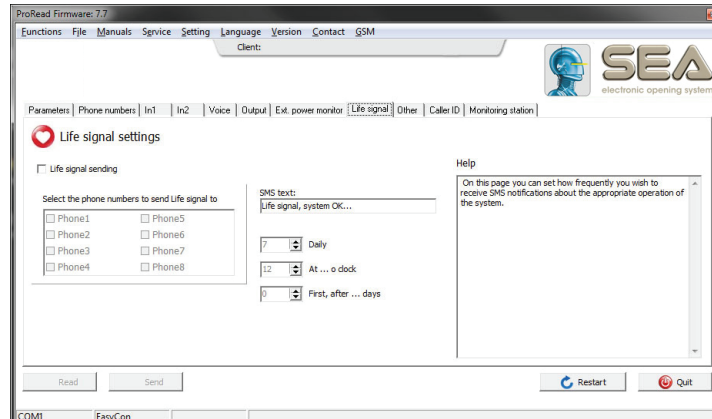 ProRead Firmware: 7.7
Functions File Manuals Service Setting Language Version Contact GSM
Client:
SEA
electronic opening system
Parameters Phone numbers In1 In2 Voice Output Ext. power monitor Life signal Other Caller ID Monitoring station
Life signal settings
Life signal sending
Select the phone numbers to send Life signal to
Phone1 Phone5
Phone2 Phone6
Phone3 Phone7
Phone4 Phone8
SMS text:
Life signal, system OK...
7 Daily
12 At ... o clock
0 First, after ... days
Help
On this page you can set how frequently you wish to
receive SMS notifications about the appropriate operation of
the system.
Read Send Restart Quit
COM1 EasyCon